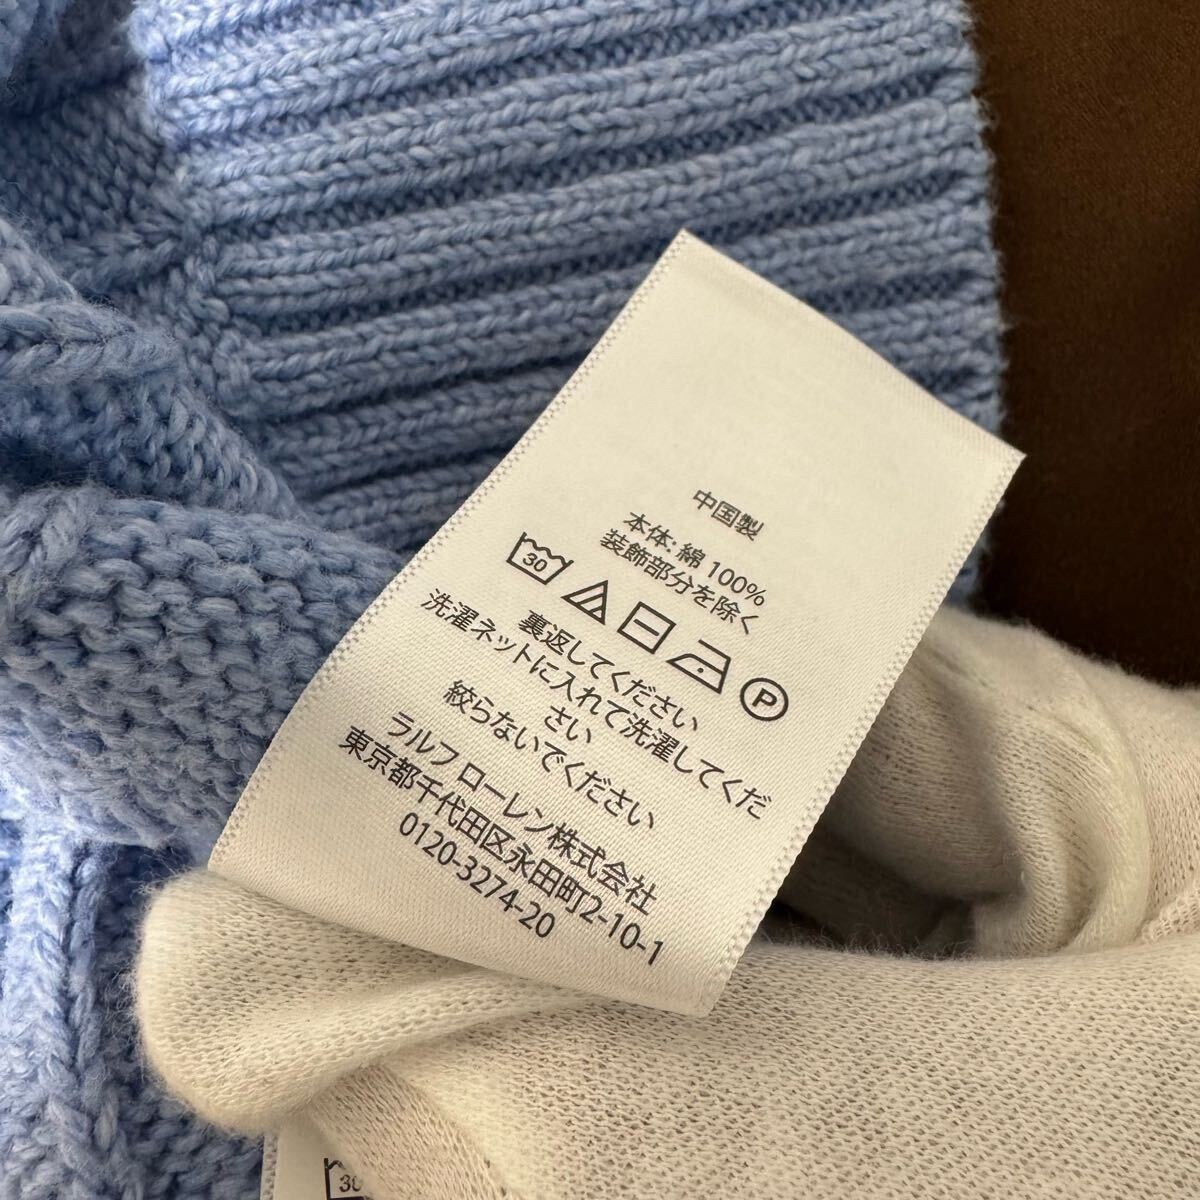 中国製
本体: 綿 100%
装飾部分を除く
30 P
裏返してください
洗濯ネットに入れて洗濯してくだ
さい
絞らないでください
ラルフ ローレン株式会社
東京都千代田区永田町2-10-1
0120-3274-20
30